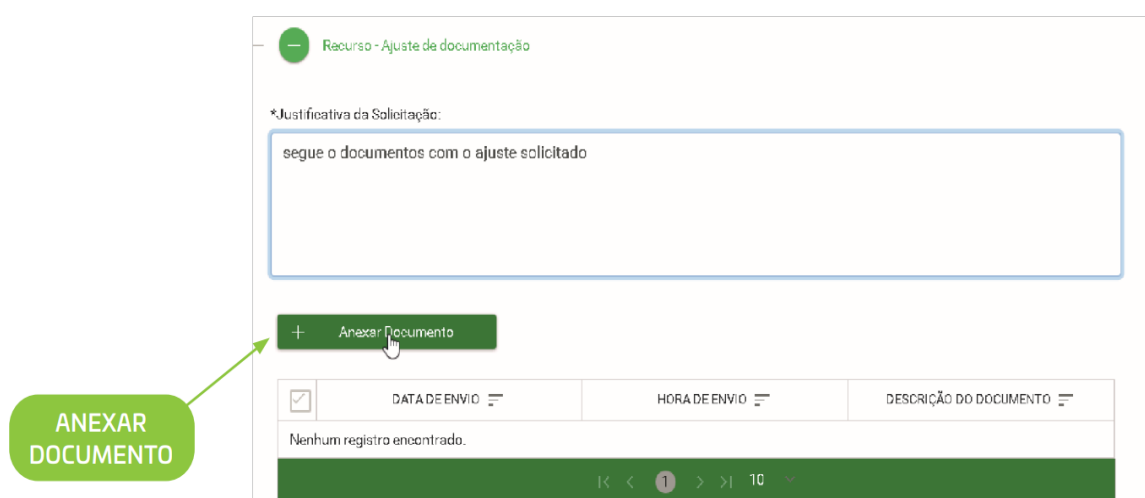 Recurso - Ajuste de documentação
*Justificativa da Solicitação:
segue o documentos com o ajuste solicitado
+ Anexar Documento
ANEXAR
DOCUMENTO
DATA DE ENVIO
HORA DE ENVIO
DESCRIÇÃO DO DOCUMENTO
Nenhum registro encontrado.
1
10